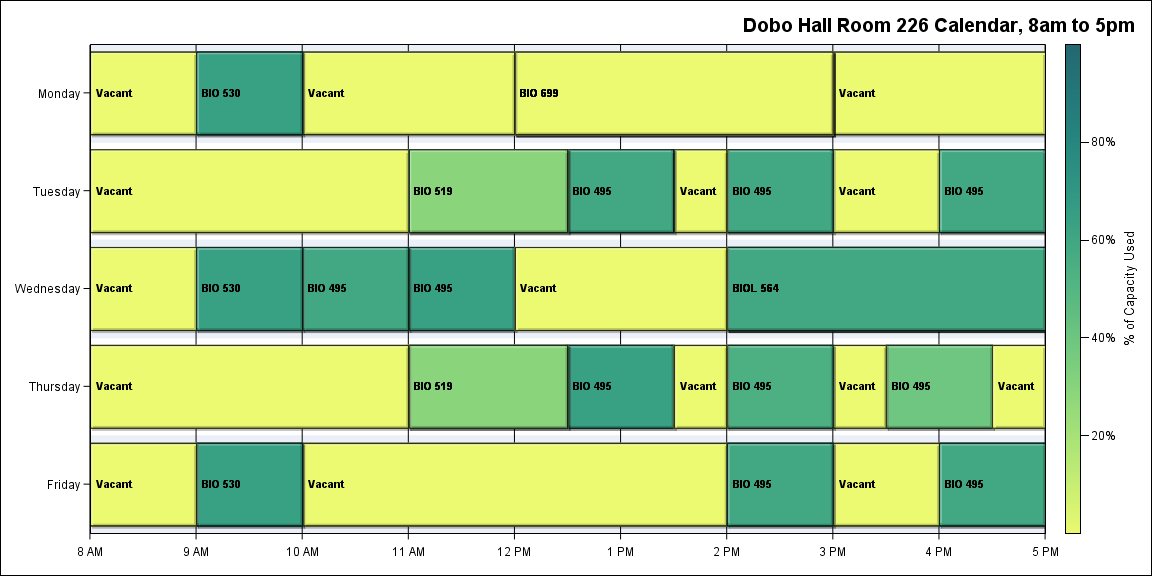 Dobo Hall Room 226 Calendar, 8am to 5pm
Monday
Vacant
BIO 530
Vacant
BIO 699
Vacant
Tuesday
Vacant
BIO 519
BIO 495
Vacant
BIO 495
Vacant
BIO 495
Wednesday
Vacant
BIO 530
BIO 495
BIO 495
Vacant
BIOL 564
Thursday
Vacant
BIO 519
BIO 495
Vacant
BIO 495
Vacant
BIO 495
Vacant
Friday
Vacant
BIO 530
Vacant
BIO 495
Vacant
BIO 495
8 AM
9 AM
10 AM
11 AM
12 PM
1 PM
2 PM
3 PM
4 PM
5 PM
80%
60%
40%
20%
% of Capacity Used